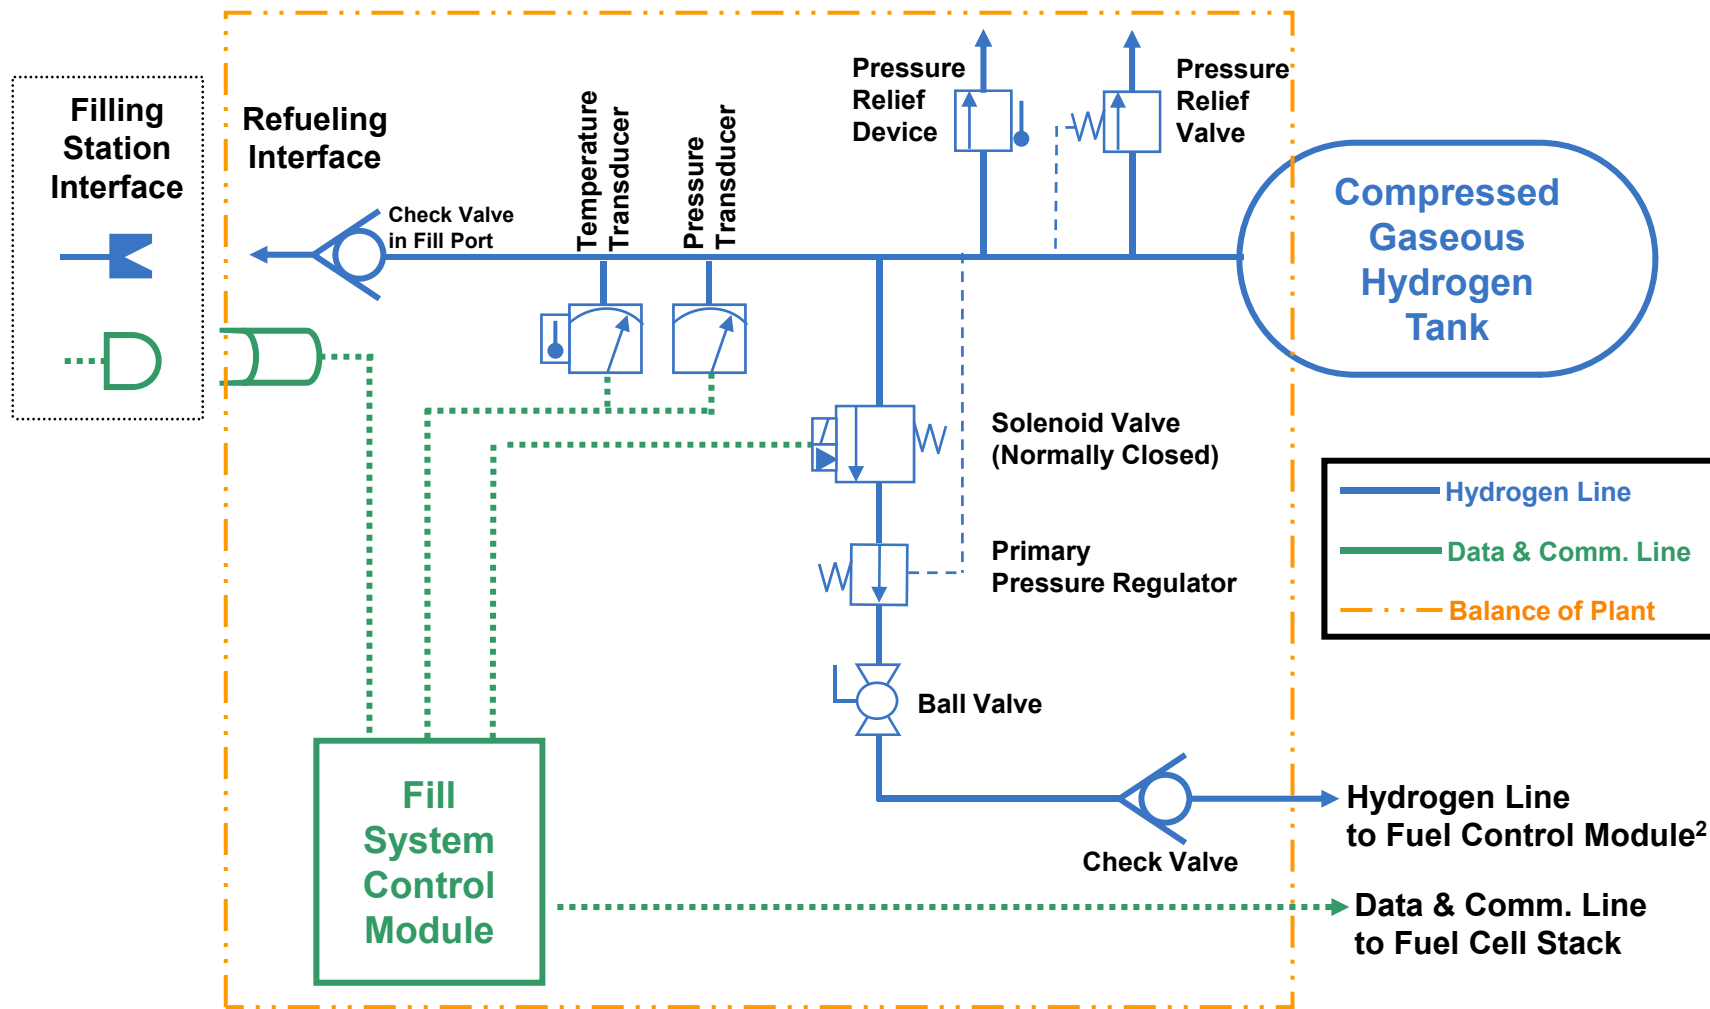 Filling
Station
Interface
Refueling
Interface
Check Valve
in Fill Port
Temperature
Transducer
Pressure
Transducer
Pressure
Relief
Device
Pressure
Relief
Valve
Compressed
Gaseous
Hydrogen
Tank
Solenoid Valve
(Normally Closed)
Primary
Pressure Regulator
Ball Valve
Check Valve
Hydrogen Line
Data & Comm. Line
Balance of Plant
Fill
System
Control
Module
Hydrogen Line
to Fuel Control Module²
Data & Comm. Line
to Fuel Cell Stack